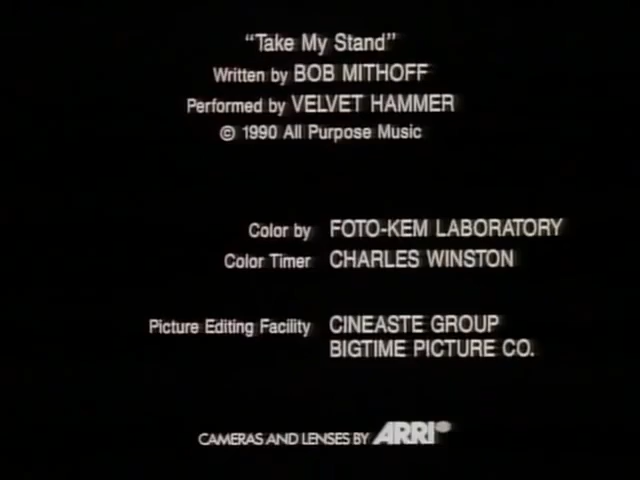 "Take My Stand"
Written by BOB MITHOFF
Performed by VELVET HAMMER
© 1990 All Purpose Music
Color by FOTO-KEM LABORATORY
Color Timer CHARLES WINSTON
Picture Editing Facility CINEASTE GROUP
BIGTIME PICTURE CO.
CAMERAS AND LENSES BY ARRI